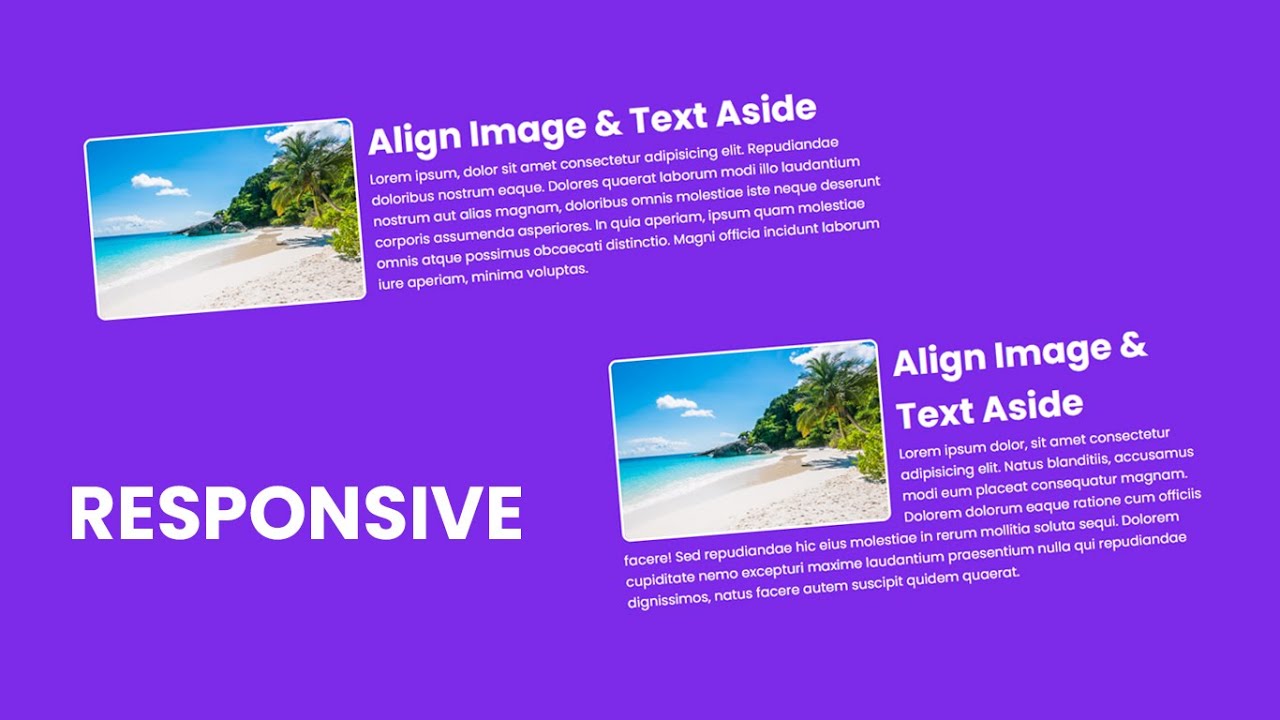 Align Image & Text Aside
Lorem ipsum, dolor sit amet consectetur adipisicing elit. Repudiandae
doloribus nostrum eaque. Dolores quaerat laborum modi illo laudantium
nostrum aut alias magnam, doloribus omnis molestiae iste neque deserunt
corporis assumenda asperiores. In quia aperiam, ipsum quam molestiae
omnis atque possimus obcaecati distinctio. Magni officia incidunt laborum
iure aperiam, minima voluptas.
Align Image &
Text Aside
Lorem ipsum dolor, sit amet consectetur
adipisicing elit. Natus blanditiis, accusamus
modi eum placeat consequatur magnam.
Dolorem dolorum eaque ratione cum officiis
facere! Sed repudiandae hic eius molestiae in rerum mollitia soluta sequi. Dolorem
cupiditate nemo excepturi maxime laudantium praesentium nulla qui repudiandae
dignissimos, natus facere autem suscipit quidem quaerat.
RESPONSIVE